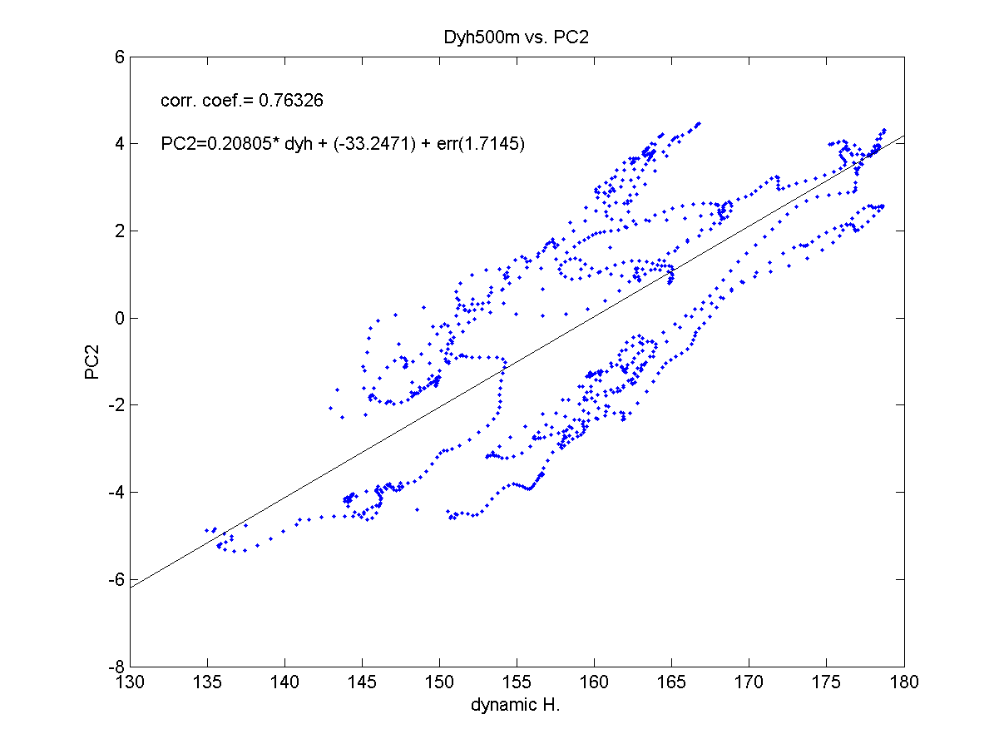 Dyh500m vs. PC2
6
corr. coef.= 0.76326
PC2=0.20805* dyh + (-33.2471) + err(1.7145)
4
2
0
PC2
-2
-4
-6
-8
130 135 140 145 150 155 160 165 170 175 180
dynamic H.